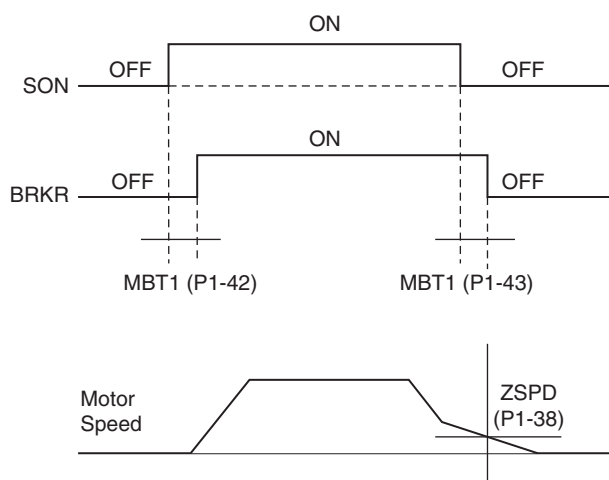 ON
OFF
OFF
SON
ON
OFF
OFF
BRKR
MBT1 (P1-42)
MBT1 (P1-43)
Motor
Speed
ZSPD
(P1-38)